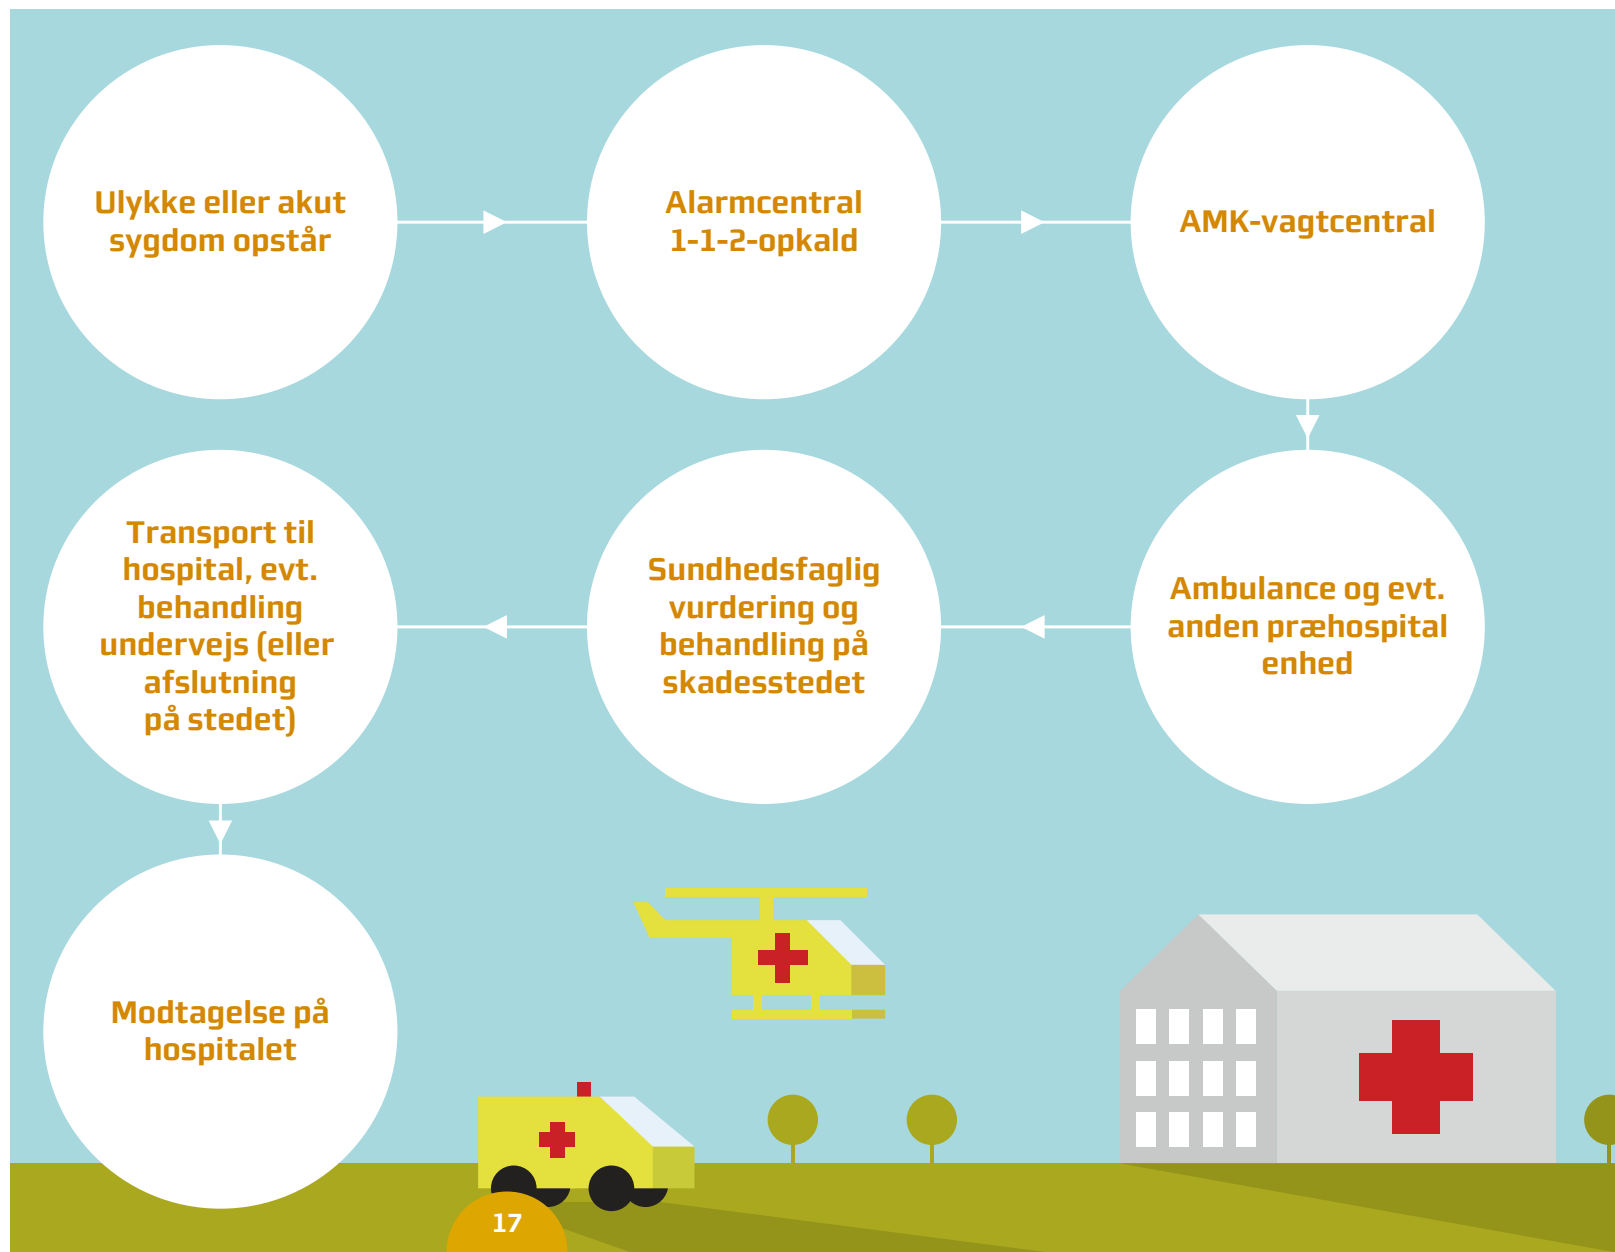 Ulykke eller akut
sygdom opstår
Alarmcentral
1-1-2-opkald
AMK-vagtcentral
Ambulance og evt.
anden præhospital
enhed
Sundhedsfaglig
vurdering og
behandling på
skadesstedet
Transport til
hospital, evt.
behandling
undervejs (eller
afslutning
på stedet)
Modtagelse på
hospitalet
17